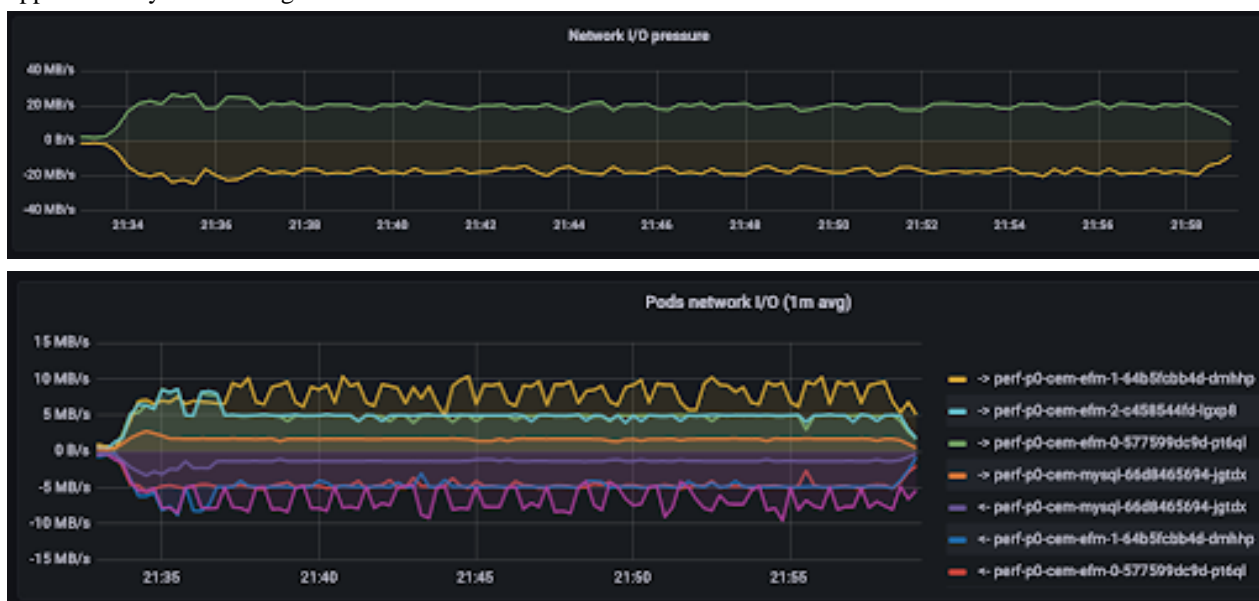 Network I/O pressure
40 MB/s
20 MB/s
0 B/s
-20 MB/s
-40 MB/s
21:34 21:36 21:38 21:40 21:42 21:44 21:46 21:48 21:50 21:52 21:54 21:56 21:58
Pods network I/O (1m avg)
15 MB/s
10 MB/s
5 MB/s
0 B/s
-5 MB/s
-10 MB/s
-15 MB/s
21:35 21:40 21:45 21:50 21:55
-> perf-p0-cem-efm-1-64b5fcbb4d-dmhhp
-> perf-p0-cem-efm-2-c458544fd-lgxp8
-> perf-p0-cem-efm-0-577599dc9d-pt6ql
-> perf-p0-cem-mysql-66d8465694-jgtdx
<- perf-p0-cem-mysql-66d8465694-jgtdx
<- perf-p0-cem-efm-1-64b5fcbb4d-dmhhp
<- perf-p0-cem-efm-0-577599dc9d-pt6ql